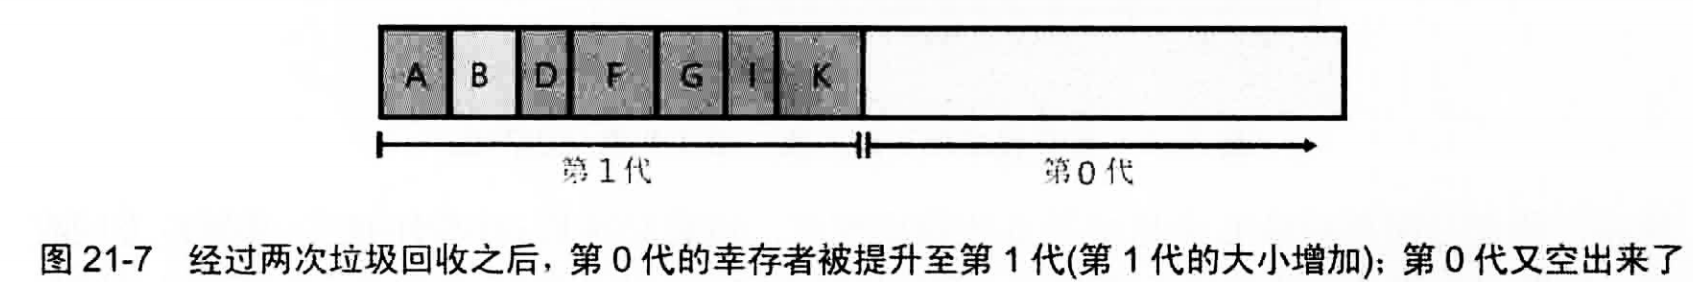 A B D F G I K
第 1 代 第 0 代
图 21-7 经过两次垃圾回收之后，第 0 代的幸存者被提升至第 1 代(第 1 代的大小增加)；第 0 代又空出来了